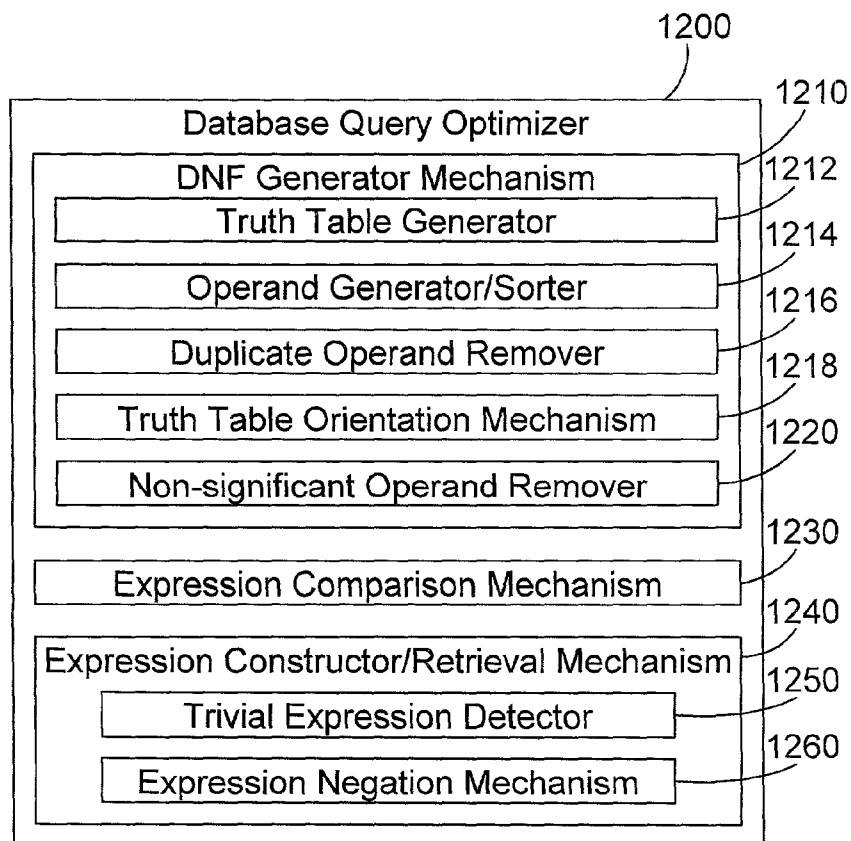 1200
Database Query Optimizer
1210
DNF Generator Mechanism
1212
Truth Table Generator
1214
Operand Generator/Sorter
1216
Duplicate Operand Remover
1218
Truth Table Orientation Mechanism
1220
Non-significant Operand Remover
1230
Expression Comparison Mechanism
1240
Expression Constructor/Retrieval Mechanism
1250
Trivial Expression Detector
1260
Expression Negation Mechanism